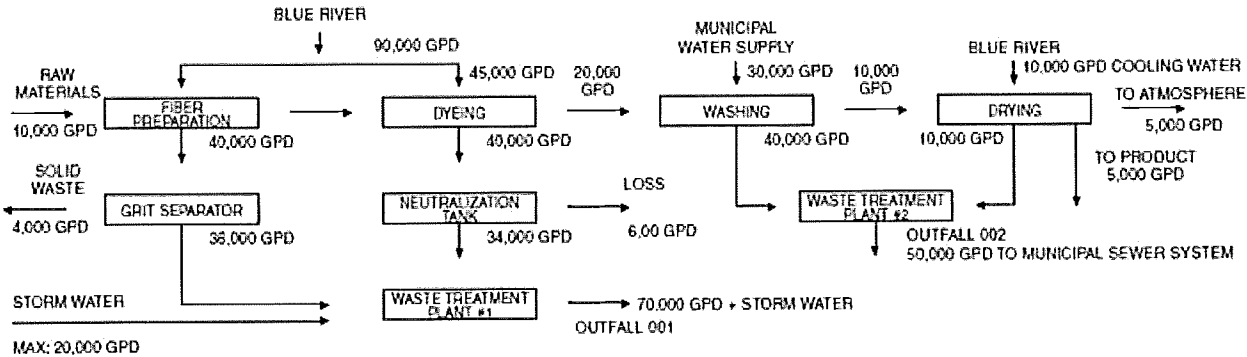 BLUE RIVER
90,000 GPD
MUNICIPAL
WATER SUPPLY
BLUE RIVER
RAW
MATERIALS
45,000 GPD
20,000
GPD
30,000 GPD
10,000
GPD
10,000 GPD COOLING WATER
TO ATMOSPHERE
FIBER
PREPARATION
DYEING
WASHING
DRYING
10,000 GPD
40,000 GPD
40,000 GPD
40,000 GPD
10,000 GPD
5,000 GPD
TO PRODUCT
5,000 GPD
SOLID
WASTE
GRIT SEPARATOR
NEUTRALIZATION
TANK
LOSS
WASTE TREATMENT
PLANT #2
4,000 GPD
36,000 GPD
34,000 GPD
6,00 GPD
OUTFALL 002
50,000 GPD TO MUNICIPAL SEWER SYSTEM
STORM WATER
WASTE TREATMENT
PLANT #1
70,000 GPD + STORM WATER
OUTFALL 001
MAX: 20,000 GPD